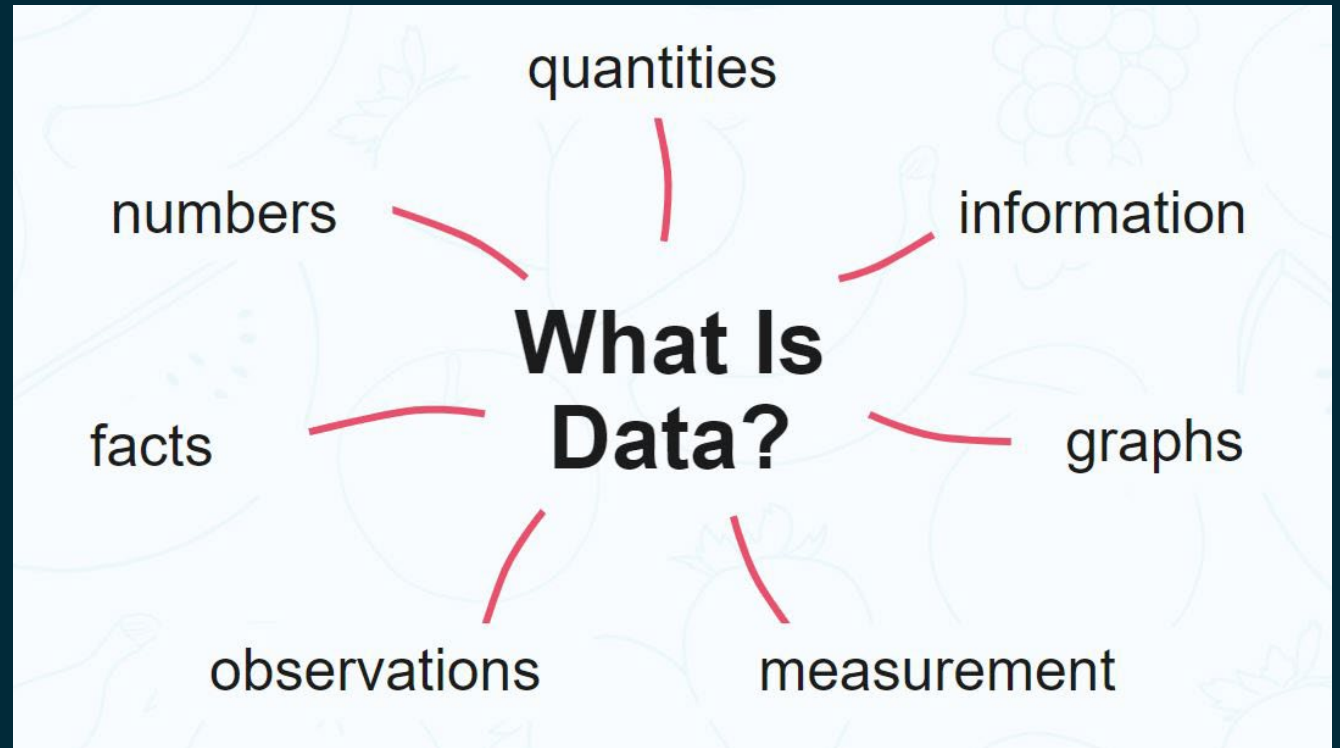 quantities
numbers
information
What Is
Data?
facts
graphs
observations
measurement